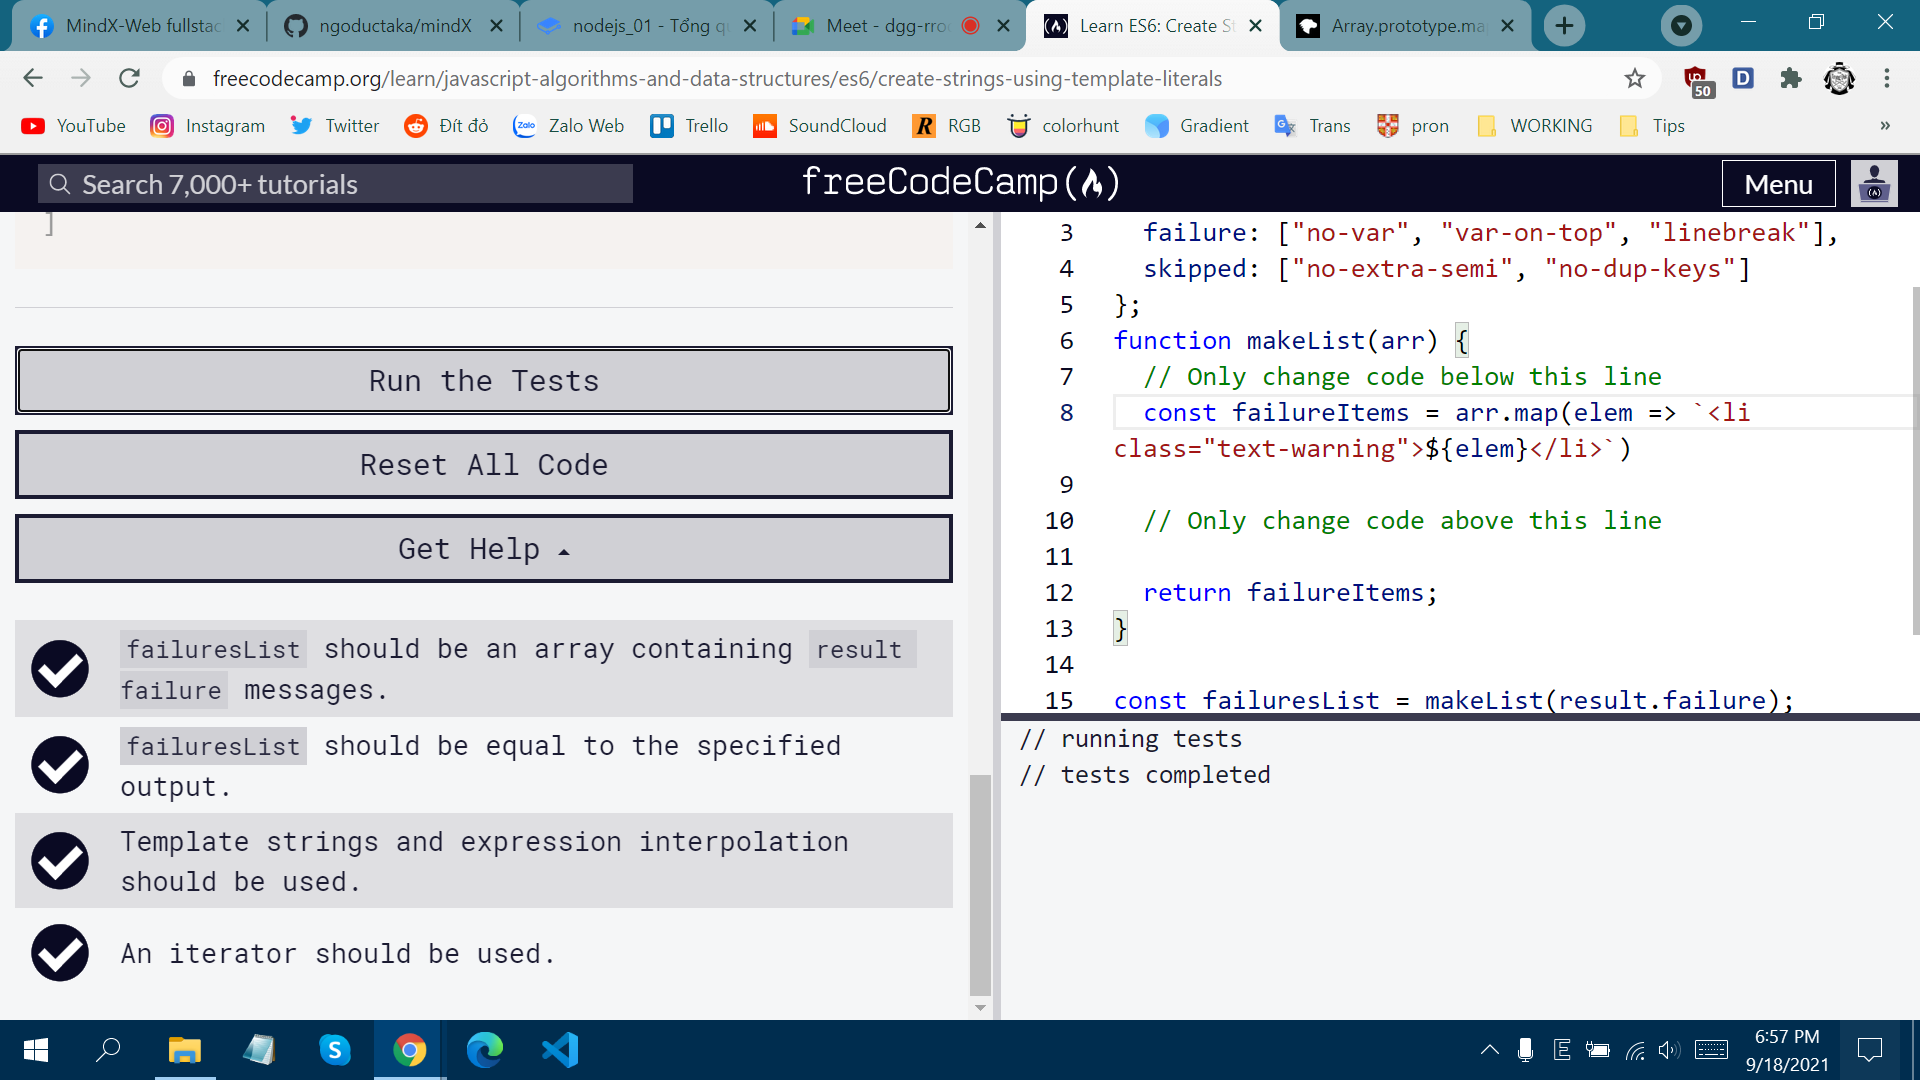 MindX-Web fullstac
ngoductaka/mindX
nodejs_01 - Tổng q
Meet - dgg-rro
Learn ES6: Create St
Array.prototype.ma
freecodecamp.org/learn/javascript-algorithms-and-data-structures/es6/create-strings-using-template-literals
50
D
YouTube
Instagram
Twitter
Đít đỏ
Zalo Web
Trello
SoundCloud
RGB
colorhunt
Gradient
Trans
pron
WORKING
Tips
»
Search 7,000+ tutorials
freeCodeCamp
Menu
]
Run the Tests
Reset All Code
Get Help
failuresList should be an array containing result
failure messages.
failuresList should be equal to the specified
output.
Template strings and expression interpolation
should be used.
An iterator should be used.
3 failure: ["no-var", "var-on-top", "linebreak"],
4 skipped: ["no-extra-semi", "no-dup-keys"]
5 };
6 function makeList(arr) {
7 // Only change code below this line
8 const failureItems = arr.map(elem => `<li
class="text-warning">${elem}</li>`)
9
10 // Only change code above this line
11
12 return failureItems;
13 }
14
15 const failuresList = makeList(result.failure);
// running tests
// tests completed
6:57 PM
9/18/2021